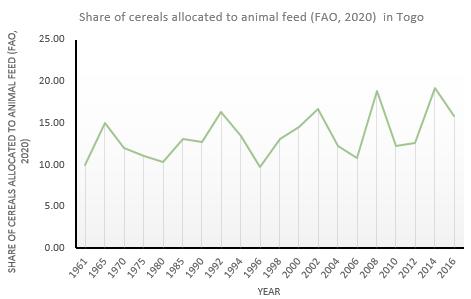 Share of cereals allocated to animal feed (FAO, 2020)  in Togo
SHARE OF CEREALS ALLOCATED TO ANIMAL FEED (FAO,
2020)
25.00
20.00
15.00
10.00
5.00
0.00
1961 1965 1970 1975 1980 1985 1990 1992 1994 1996 1998 2000 2002 2004 2006 2008 2010 2012 2014 2016
YEAR